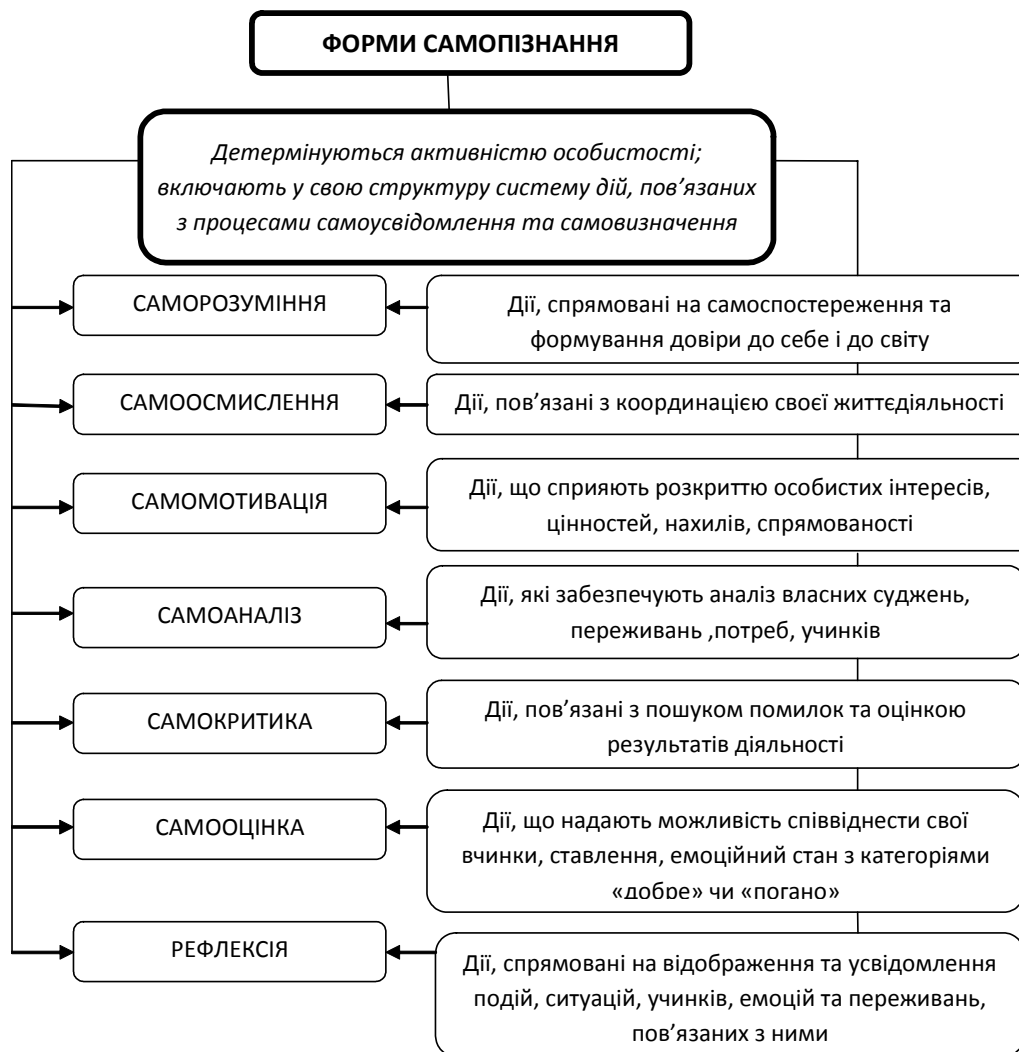 ФОРМИ САМОПІЗНАННЯ
Детермінуються активністю особистості;
включають у свою структуру систему дій, пов’язаних
з процесами самоусвідомлення та самовизначення
САМОРОЗУМІННЯ
Дії, спрямовані на самоспостереження та
формування довіри до себе і до світу
САМООСМИСЛЕННЯ
Дії, пов’язані з координацією своєї життєдіяльності
САМОМОТИВАЦІЯ
Дії, що сприяють розкриттю особистих інтересів,
цінностей, нахилів, спрямованості
САМОАНАЛІЗ
Дії, які забезпечують аналіз власних суджень,
переживань ,потреб, учинків
САМОКРИТИКА
Дії, пов’язані з пошуком помилок та оцінкою
результатів діяльності
САМООЦІНКА
Дії, що надають можливість співвіднести свої
вчинки, ставлення, емоційний стан з категоріями
«добре» чи «погано»
РЕФЛЕКСІЯ
Дії, спрямовані на відображення та усвідомлення
подій, ситуацій, учинків, емоцій та переживань,
пов’язаних з ними